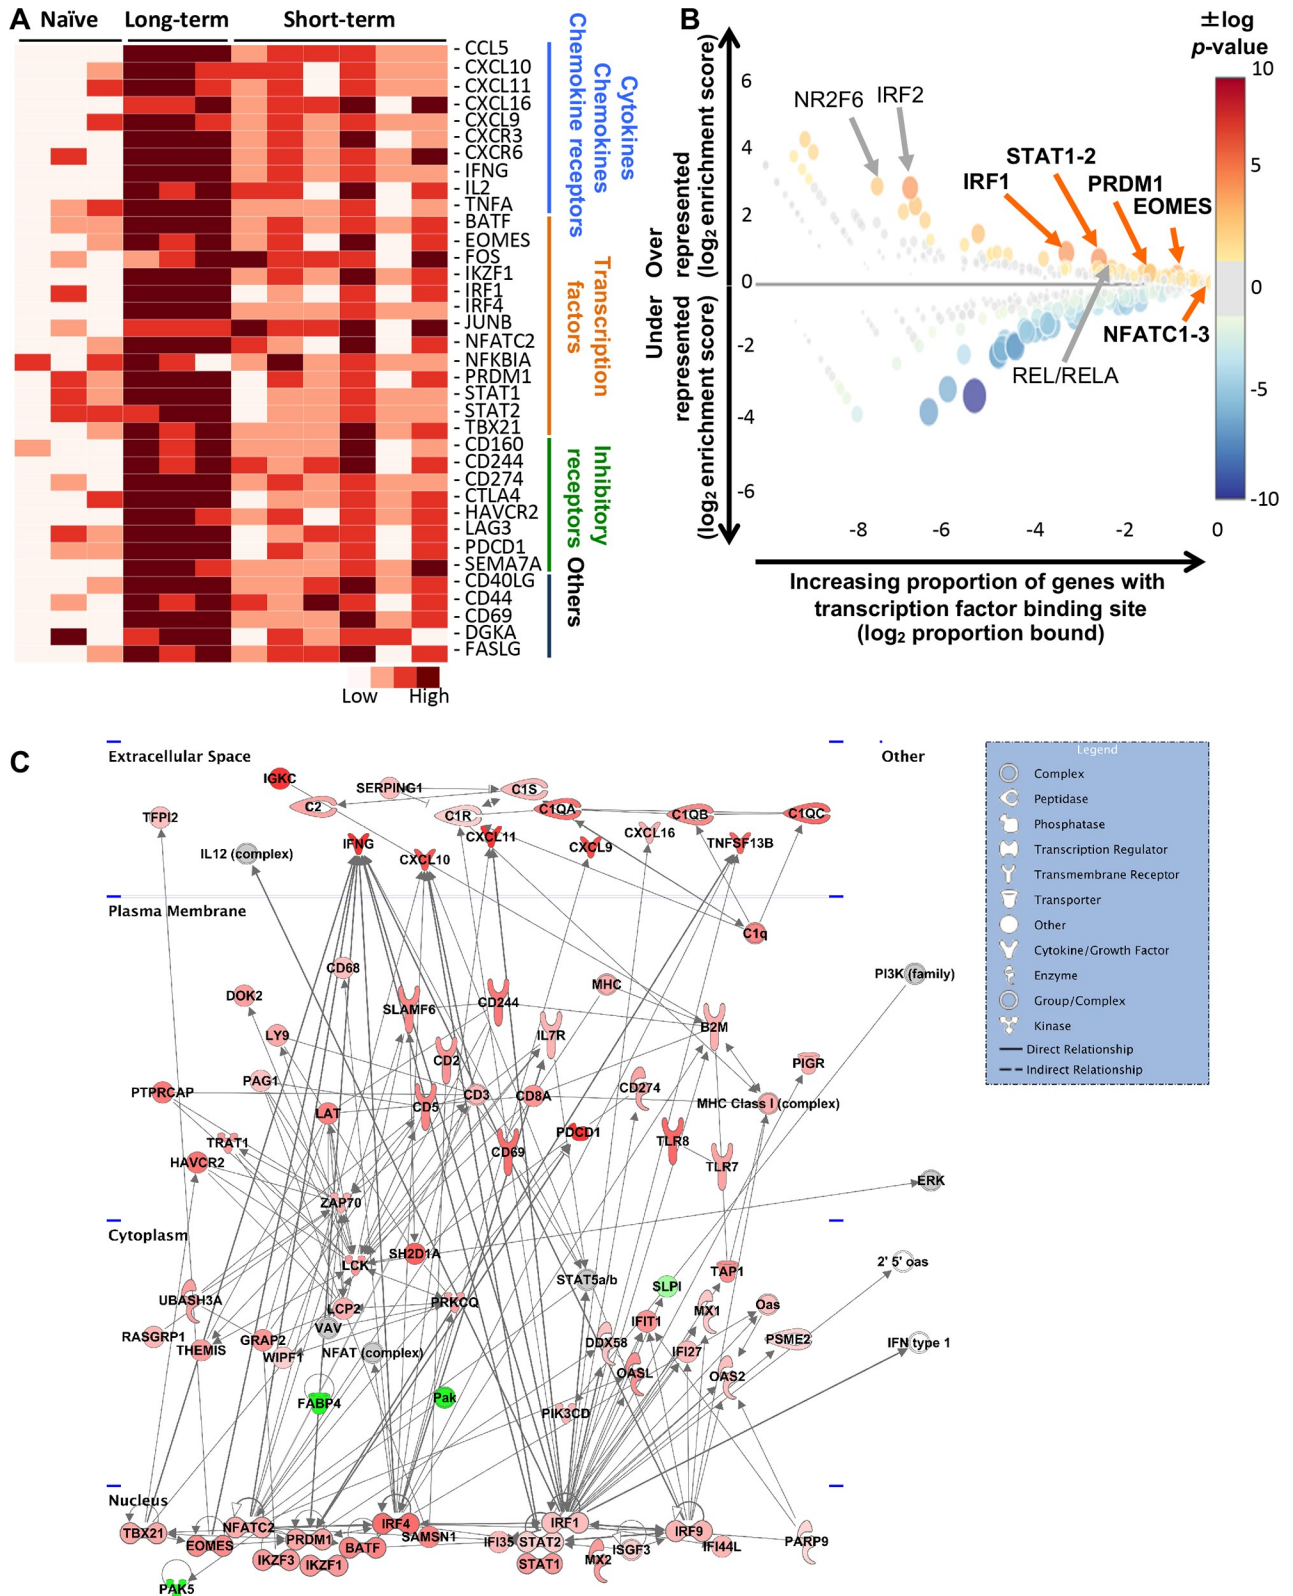 A
Naïve
Long-term
Short-term
- CCL5
- CXCL10
- CXCL11
- CXCL16
- CXCL9
- CXCR3
- CXCR6
- IFNG
- IL2
- TNFA
- BATF
- EOMES
- FOS
- IKZF1
- IRF1
- IRF4
- JUNB
- NFATC2
- NFKBIA
- PRDM1
- STAT1
- STAT2
- TBX21
- CD160
- CD244
- CD274
- CTLA4
- HAVCR2
- LAG3
- PDCD1
- SEMA7A
- CD40LG
- CD44
- CD69
- DGKA
- FASLG
Cytokines
Chemokines
Chemokine receptors
Transcription
factors
Inhibitory
receptors
Others
Low
High
B
±log
p-value
10
5
0
-5
-10
Over
represented
(log2 enrichment score)
Under
represented
(log2 enrichment score)
6
4
2
0
-2
-4
-6
NR2F6
IRF2
STAT1-2
IRF1
PRDM1
EOMES
NFATC1-3
REL/RELA
-8
-6
-4
-2
0
Increasing proportion of genes with
transcription factor binding site
(log2 proportion bound)
C
Extracellular Space
Other
IGKC
SERPING1
C1S
C2
C1R
C1QA
C1QB
C1QC
TFPI2
CXCL16
IL12 (complex)
IFNG
CXCL10
CXCL11
CXCL9
TNFSF13B
Plasma Membrane
C1q
CD68
PI3K (family)
DOK2
SLAMF6
CD244
MHC
LY9
IL7R
B2M
CD2
PIGR
PTPRCAP
PAG1
CD3
CD8A
CD274
MHC Class I (complex)
LAT
CD5
TRAT1
PDCD1
TLR8
HAVCR2
CD69
TLR7
ERK
ZAP70
Cytoplasm
LCK
SH2D1A
STAT5a/b
SLPI
TAP1
2' 5' oas
UBASH3A
LCP2
PRKCQ
MX1
Oas
VAV
IFIT1
RASGRP1
THEMIS
GRAP2
WIPF1
NFAT (complex)
DDX58
IFI27
PSME2
IFN type 1
OASL
OAS2
FABP4
Pak
PIK3CD
Nucleus
TBX21
NFATC2
IRF4
IRF1
IRF9
EOMES
PRDM1
BATF
SAMSN1
IFI35
STAT2
ISGF3
IFI44L
PARP9
IKZF3
IKZF1
STAT1
MX2
PAK5
Legend
Complex
Peptidase
Phosphatase
Transcription Regulator
Transmembrane Receptor
Transporter
Other
Cytokine/Growth Factor
Enzyme
Group/Complex
Kinase
Direct Relationship
Indirect Relationship